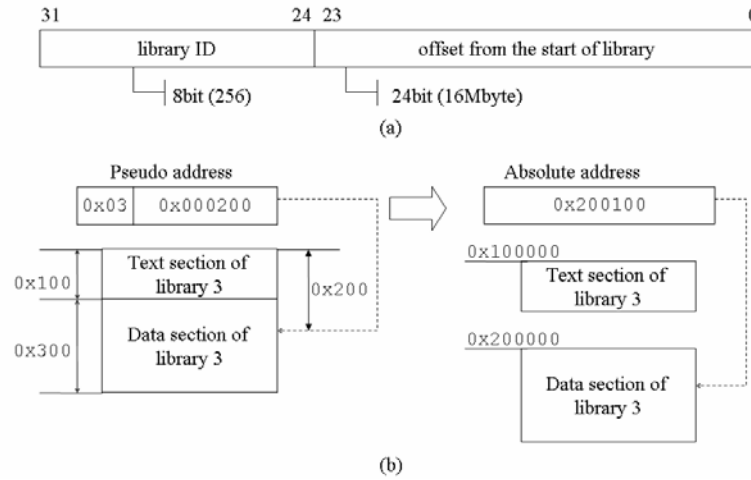 31 24 23 0
library ID offset from the start of library
8bit (256) 24bit (16Mbyte)
(a)
Pseudo address Absolute address
0x03 0x000200 0x200100
0x100000
Text section of
library 3
0x100
0x200
Text section of
library 3
0x200000
Data section of
library 3
0x300
Data section of
library 3
(b)